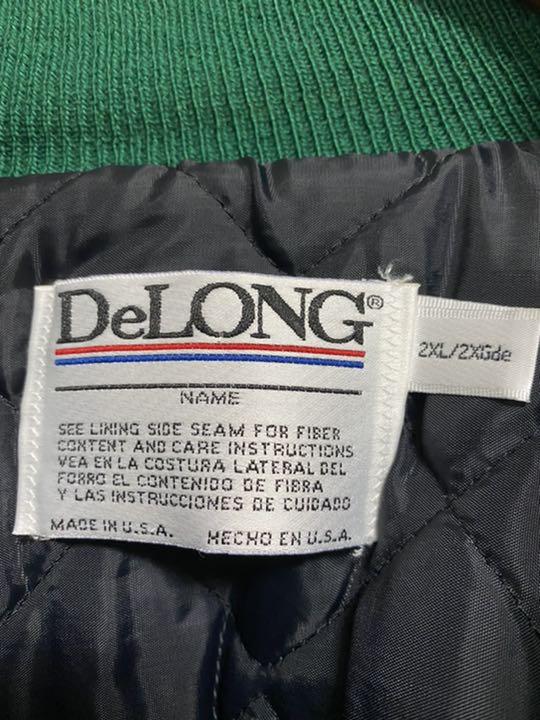 DeLONG®
NAME
SEE LINING SIDE SEAM FOR FIBER
CONTENT AND CARE INSTRUCTIONS
VEA EN LA COSTURA LATERAL DEL
FORRO EL CONTENIDO DE FIBRA
Y LAS INSTRUCCIONES DE CUIDADO
MADE IN U.S.A. HECHO EN U.S.A.
2XL/2XGde